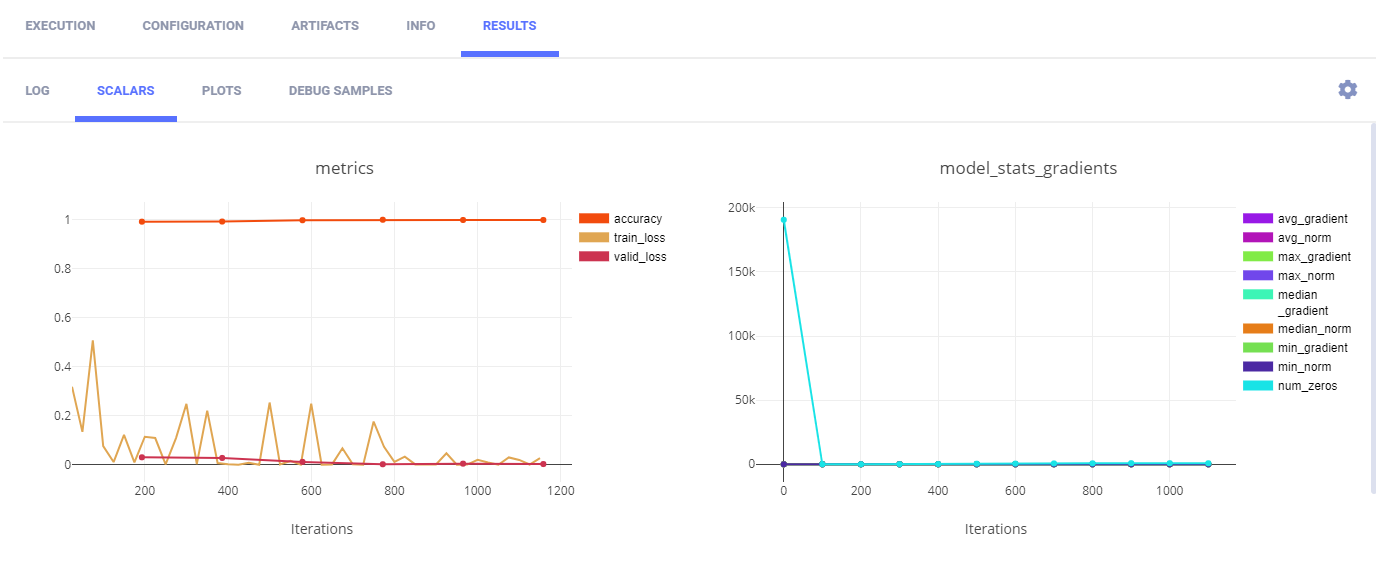 EXECUTION CONFIGURATION ARTIFACTS INFO RESULTS
LOG SCALARS PLOTS DEBUG SAMPLES
metrics
1
0.8
0.6
0.4
0.2
0
200 400 600 800 1000 1200
Iterations
accuracy
train_loss
valid_loss
model_stats_gradients
200k
150k
100k
50k
0
0 200 400 600 800 1000
Iterations
avg_gradient
avg_norm
max_gradient
max_norm
median
_gradient
median_norm
min_gradient
min_norm
num_zeros